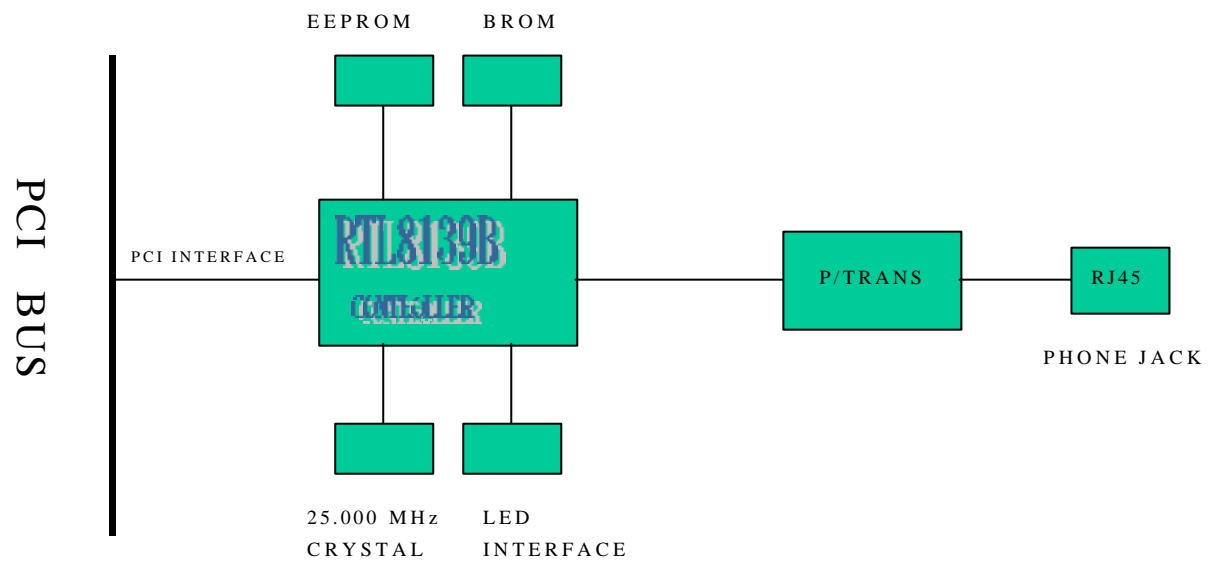 EEPROM
BROM
PCI BUS
PCI INTERFACE
RTL8139B
CONTROLLER
P/TRANS
RJ45
PHONE JACK
25.000 MHz
CRYSTAL
LED
INTERFACE